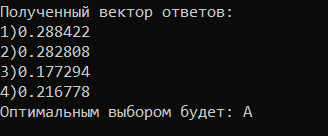 Полученный вектор ответов:
1)0.288422
2)0.282808
3)0.177294
4)0.216778
Оптимальным выбором будет: A